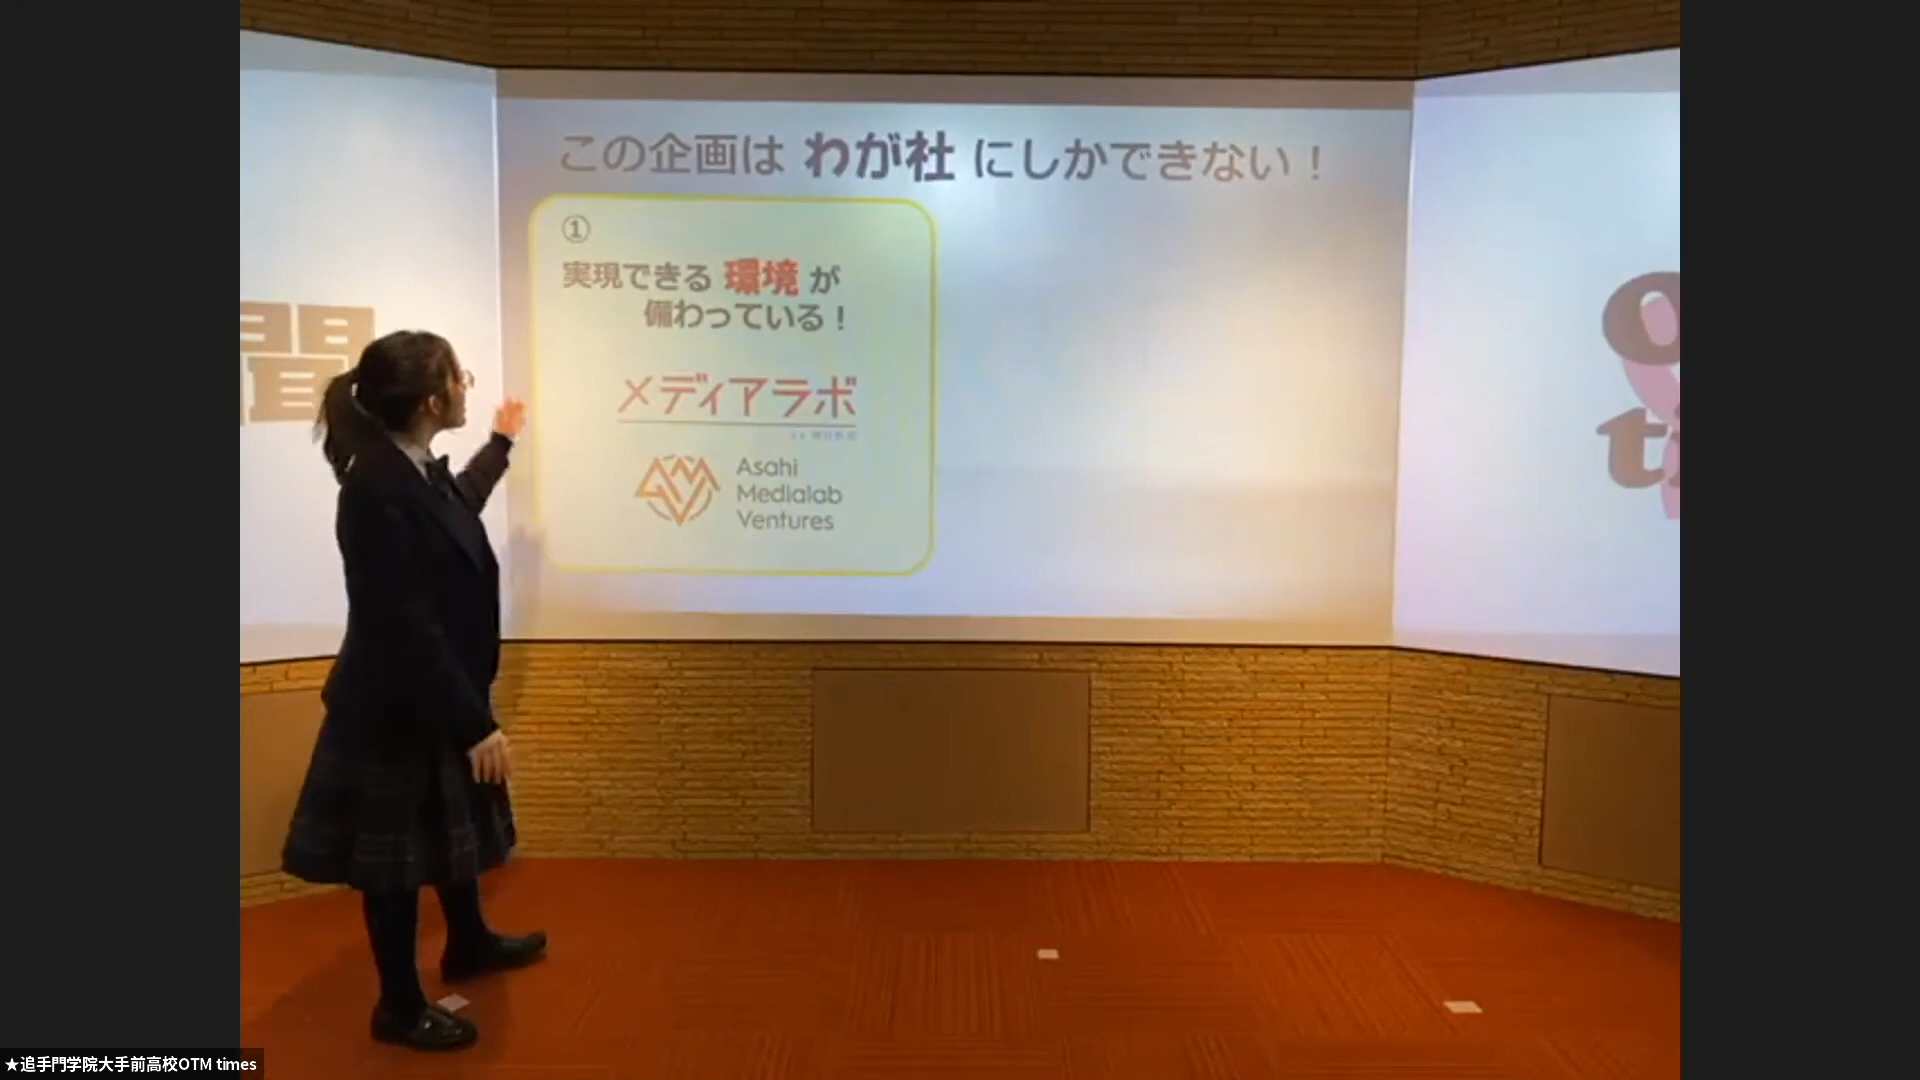 この企画は わが社 にしかできない！
①
実現できる 環境 が
備わっている！
メディアラボ
Asahi
Medialab
Ventures
聞
★追手門学院大手前高校OTM times